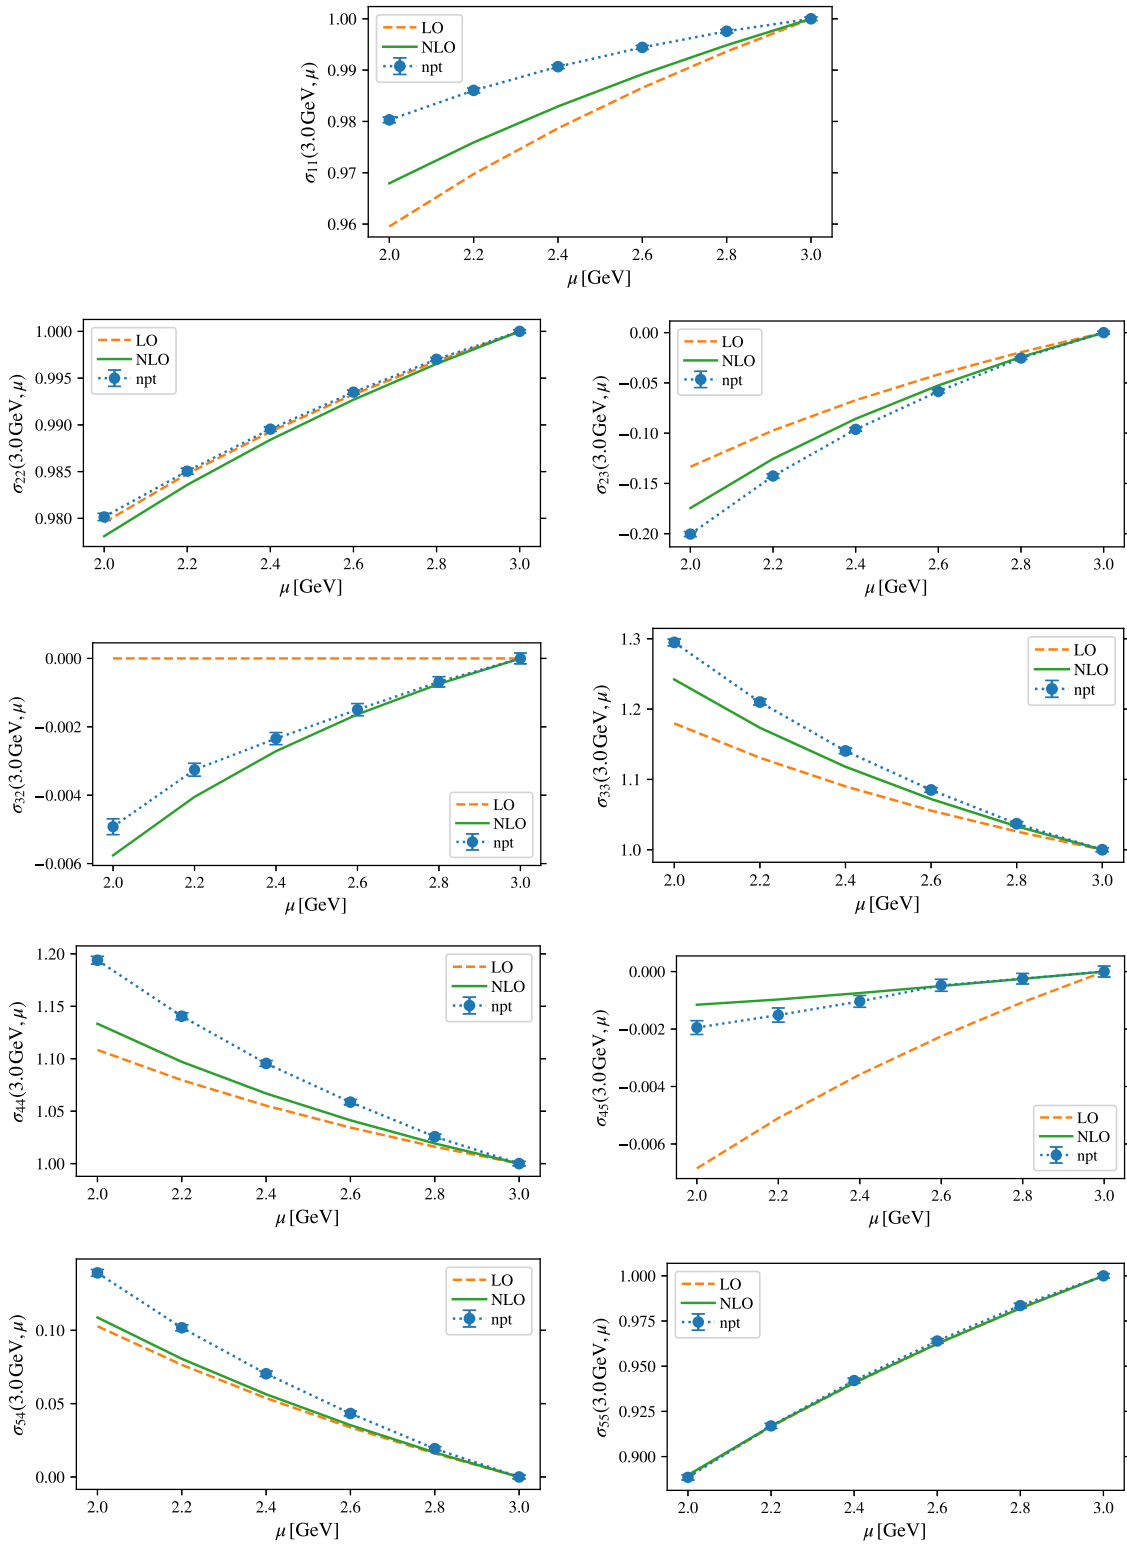 1.00
0.99
0.98
0.97
0.96
σ11(3.0 GeV, μ)
LO
NLO
npt
2.0 2.2 2.4 2.6 2.8 3.0
μ [GeV]
1.000
0.995
0.990
0.985
0.980
σ22(3.0 GeV, μ)
LO
NLO
npt
2.0 2.2 2.4 2.6 2.8 3.0
μ [GeV]
0.00
−0.05
−0.10
−0.15
−0.20
σ23(3.0 GeV, μ)
LO
NLO
npt
2.0 2.2 2.4 2.6 2.8 3.0
μ [GeV]
0.000
−0.002
−0.004
−0.006
σ32(3.0 GeV, μ)
LO
NLO
npt
2.0 2.2 2.4 2.6 2.8 3.0
μ [GeV]
1.3
1.2
1.1
1.0
σ33(3.0 GeV, μ)
LO
NLO
npt
2.0 2.2 2.4 2.6 2.8 3.0
μ [GeV]
1.20
1.15
1.10
1.05
1.00
σ44(3.0 GeV, μ)
LO
NLO
npt
2.0 2.2 2.4 2.6 2.8 3.0
μ [GeV]
0.000
−0.002
−0.004
−0.006
σ45(3.0 GeV, μ)
LO
NLO
npt
2.0 2.2 2.4 2.6 2.8 3.0
μ [GeV]
0.10
0.05
0.00
σ54(3.0 GeV, μ)
LO
NLO
npt
2.0 2.2 2.4 2.6 2.8 3.0
μ [GeV]
1.000
0.975
0.950
0.925
0.900
σ55(3.0 GeV, μ)
LO
NLO
npt
2.0 2.2 2.4 2.6 2.8 3.0
μ [GeV]